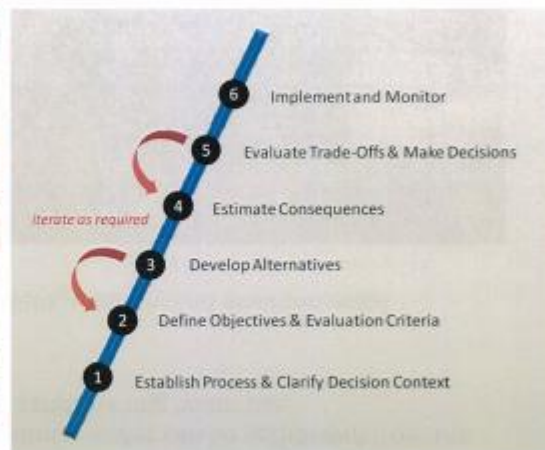 6 Implement and Monitor
5 Evaluate Trade-Offs & Make Decisions
4 Estimate Consequences
iterate as required
3 Develop Alternatives
2 Define Objectives & Evaluation Criteria
1 Establish Process & Clarify Decision Context